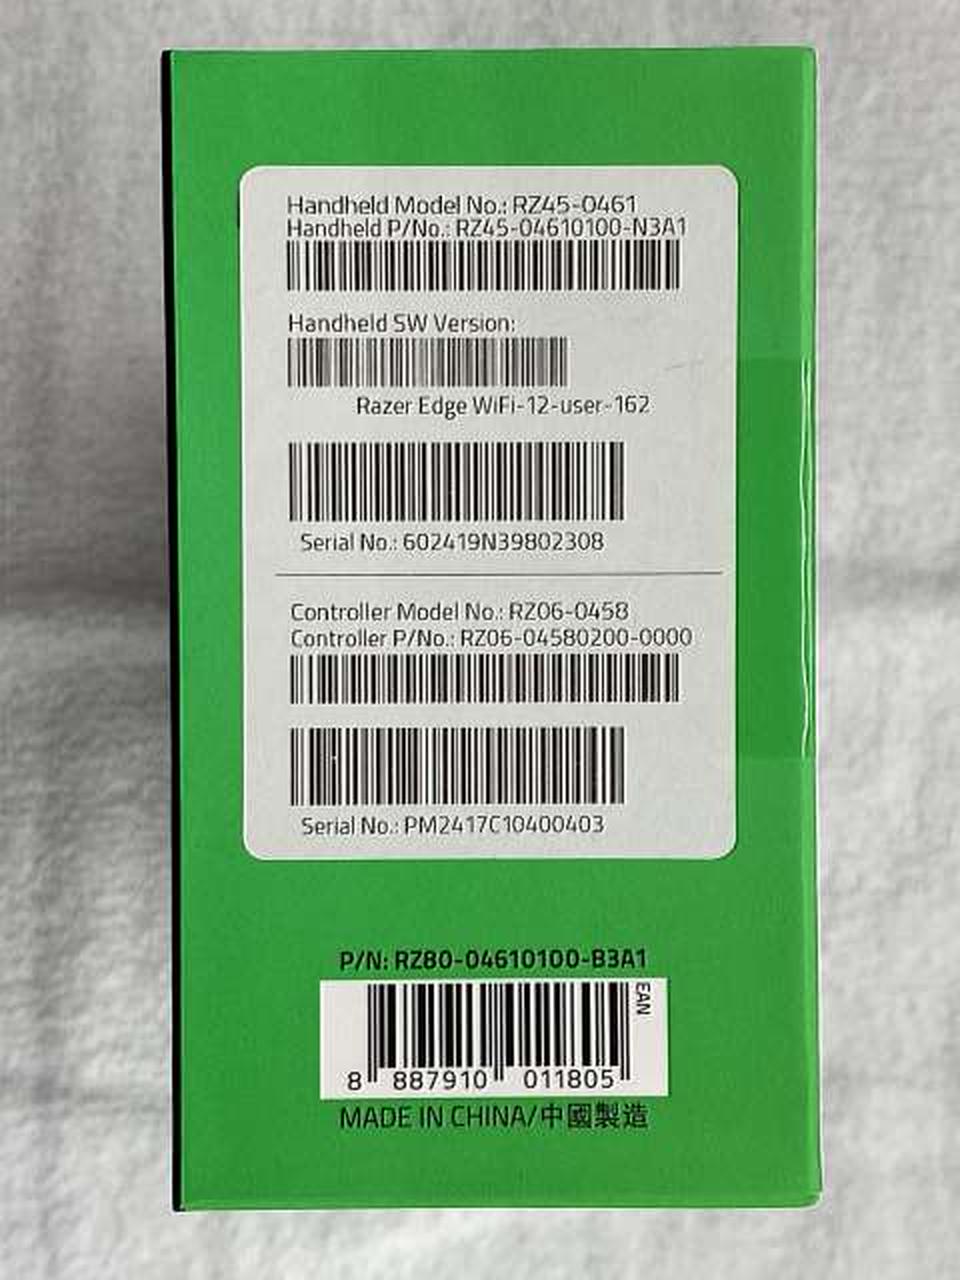 Handheld Model No.: RZ45-0461
Handheld P/No.: RZ45-04610100-N3A1
Handheld SW Version:
Razer Edge WiFi-12-user-162
Serial No.: 602419N39802308
Controller Model No.: RZ06-0458
Controller P/No.: RZ06-04580200-0000
Serial No.: PM2417C10400403
P/N: RZ80-04610100-B3A1
EAN
8 887910 011805
MADE IN CHINA/中國製造